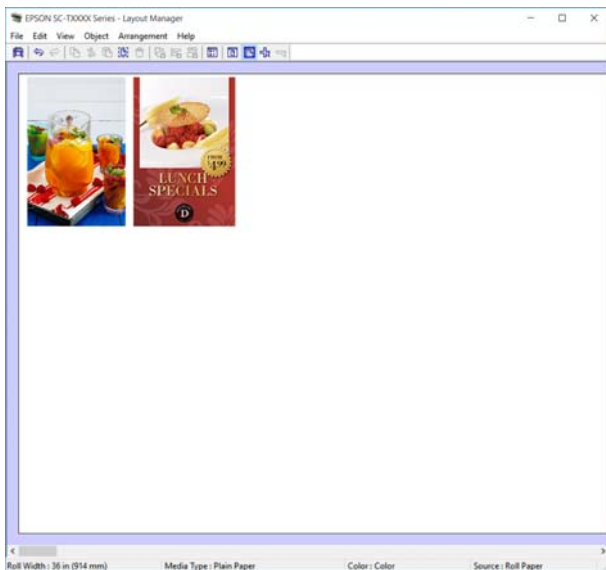 EPSON SC-TXXXX Series - Layout Manager
File Edit View Object Arrangement Help
FROM
$4.99
LUNCH
SPECIALS
D
Roll Width : 36 in (914 mm) Media Type : Plain Paper Color : Color Source : Roll Paper